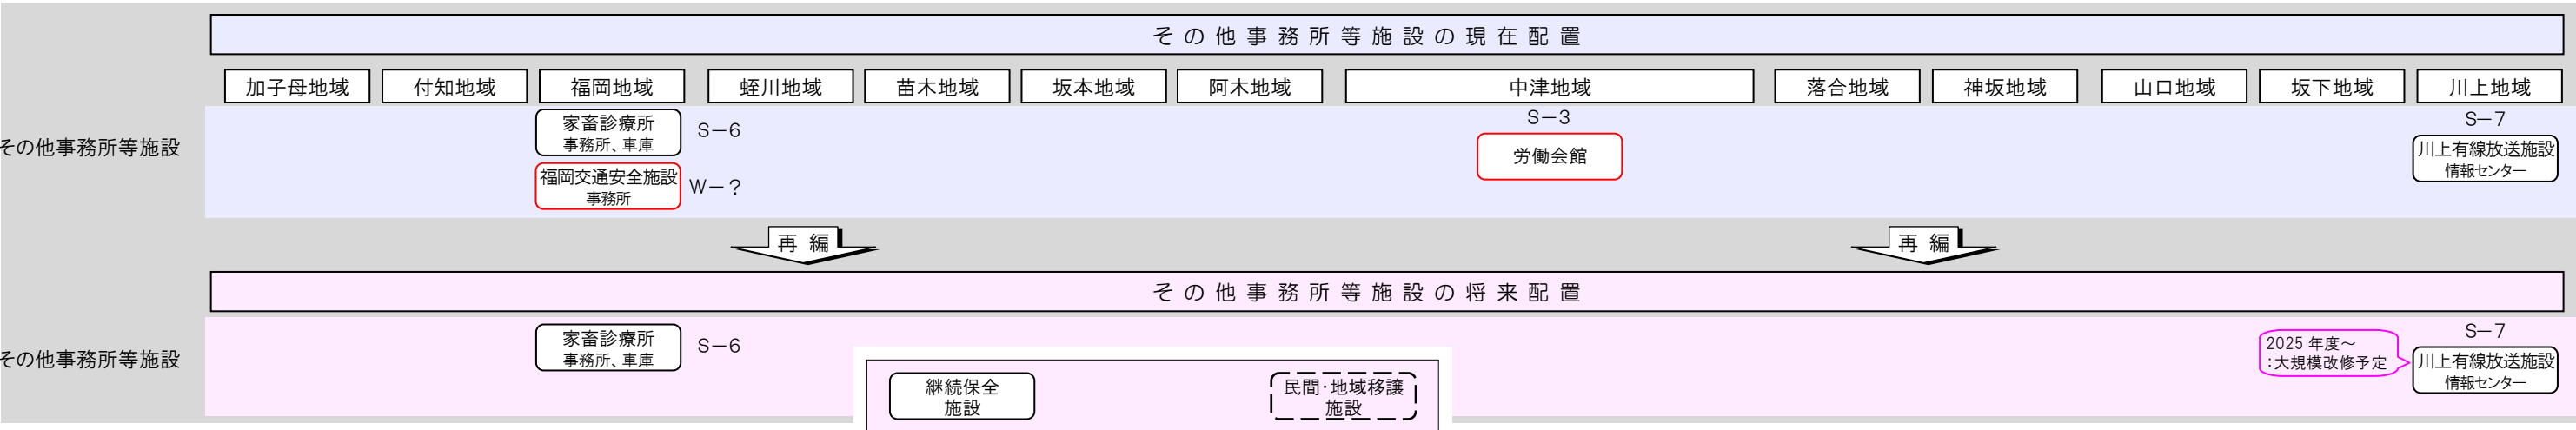 その他事務所等施設の現在配置
加子母地域 付知地域 福岡地域 蛭川地域 苗木地域 坂本地域 阿木地域 中津地域 落合地域 神坂地域 山口地域 坂下地域 川上地域
その他事務所等施設
家畜診療所
事務所、車庫
S－6
福岡交通安全施設
事務所
W－？
S－3
労働会館
S－7
川上有線放送施設
情報センター
再 編
再 編
その他事務所等施設の将来配置
その他事務所等施設
家畜診療所
事務所、車庫
S－6
2025 年度～
：大規模改修予定
S－7
川上有線放送施設
情報センター
継続保全
施設
民間・地域移譲
施設